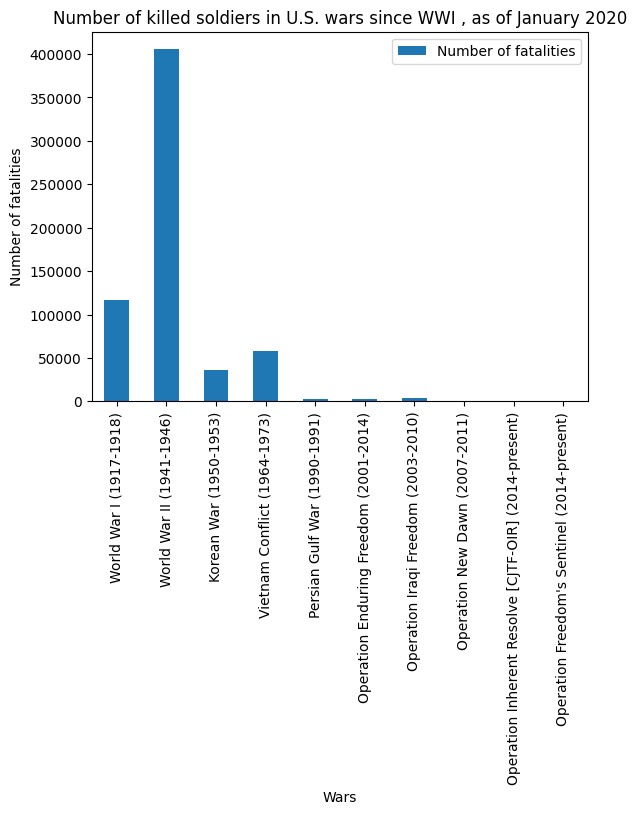 Number of killed soldiers in U.S. wars since WWI , as of January 2020
Number of fatalities
Number of fatalities
400000
350000
300000
250000
200000
150000
100000
50000
0
World War I (1917-1918)
World War II (1941-1946)
Korean War (1950-1953)
Vietnam Conflict (1964-1973)
Persian Gulf War (1990-1991)
Operation Enduring Freedom (2001-2014)
Operation Iraqi Freedom (2003-2010)
Operation New Dawn (2007-2011)
Operation Inherent Resolve [CJTF-OIR] (2014-present)
Operation Freedom's Sentinel (2014-present)
Wars